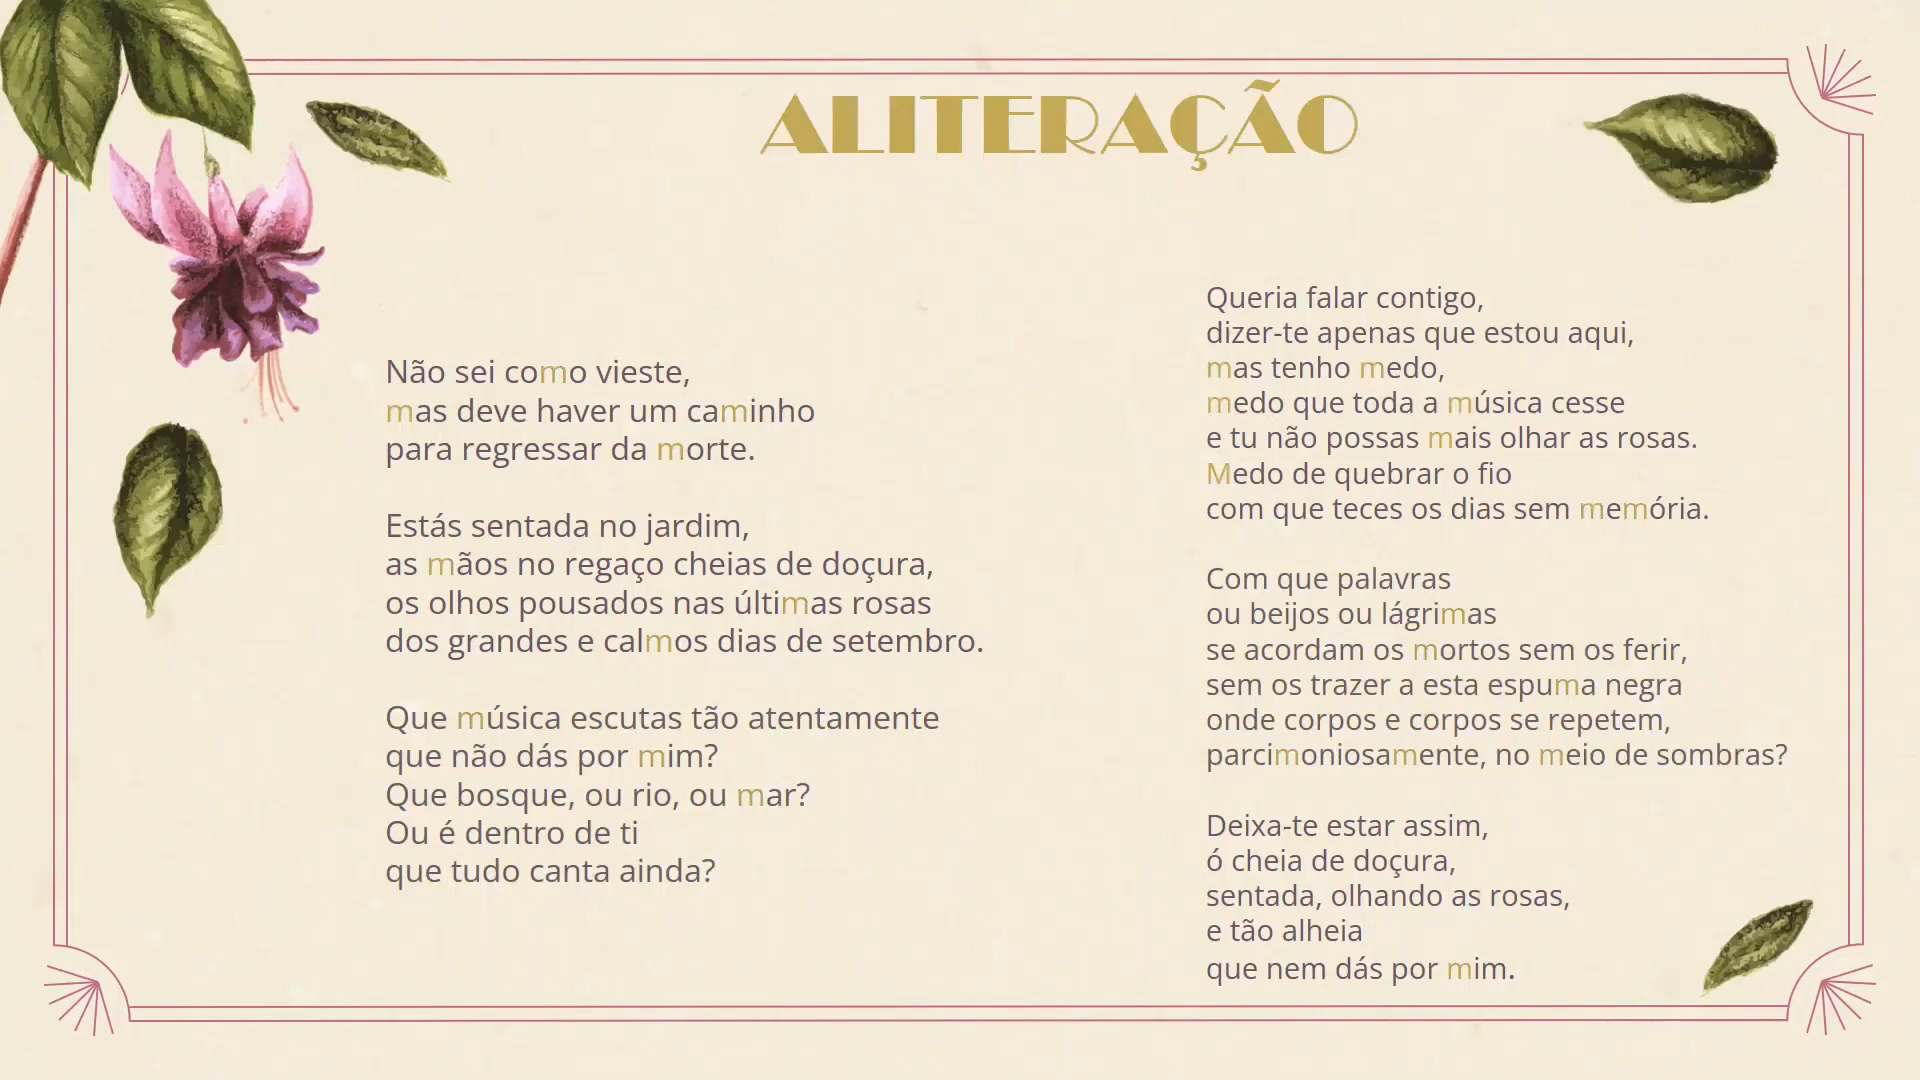 ALITERAÇÃO
Não sei como vieste,
mas deve haver um caminho
para regressar da morte.
Estás sentada no jardim,
as mãos no regaço cheias de doçura,
os olhos pousados nas últimas rosas
dos grandes e calmos dias de setembro.
Que música escutas tão atentamente
que não dás por mim?
Que bosque, ou rio, ou mar?
Ou é dentro de ti
que tudo canta ainda?
Queria falar contigo,
dizer-te apenas que estou aqui,
mas tenho medo,
medo que toda a música cesse
e tu não possas mais olhar as rosas.
Medo de quebrar o fio
com que teces os dias sem memória.
Com que palavras
ou beijos ou lágrimas
se acordam os mortos sem os ferir,
sem os trazer a esta espuma negra
onde corpos e corpos se repetem,
parcimoniosamente, no meio de sombras?
Deixa-te estar assim,
ó cheia de doçura,
sentada, olhando as rosas,
e tão alheia
que nem dás por mim.